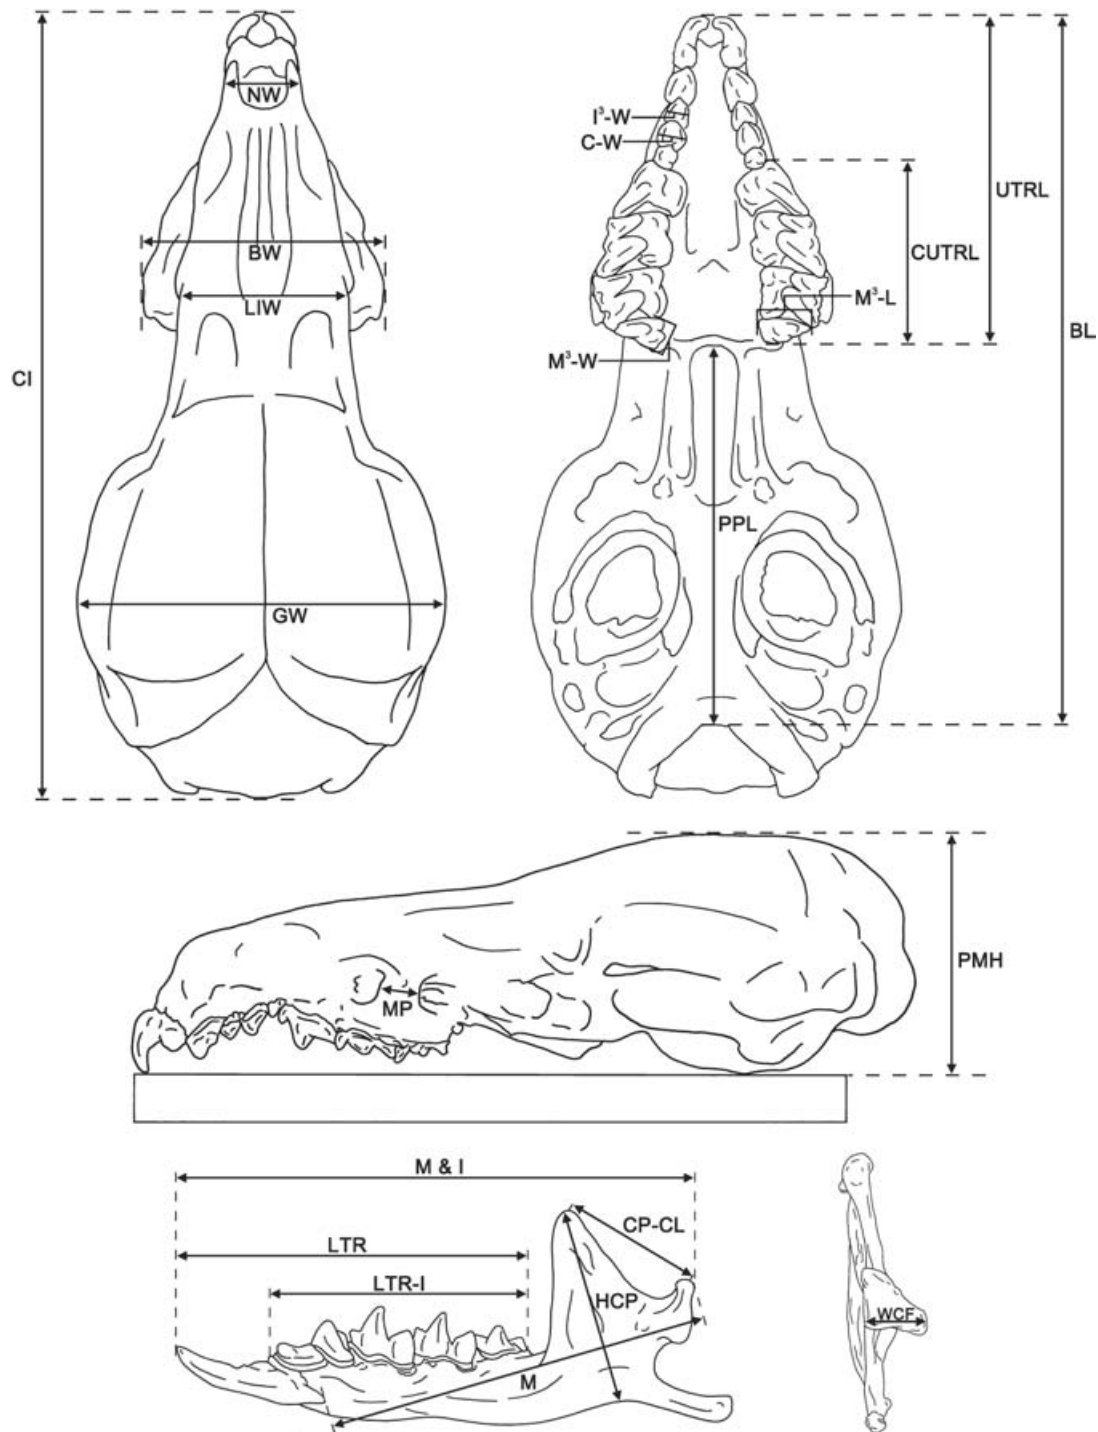 NW
BW
LIW
CI
GW
I³-W
C-W
UTRL
CUTRL
M³-L
BL
M³-W
PPL
PMH
MP
M & I
LTR
CP-CL
LTR-I
HCP
M
WCF